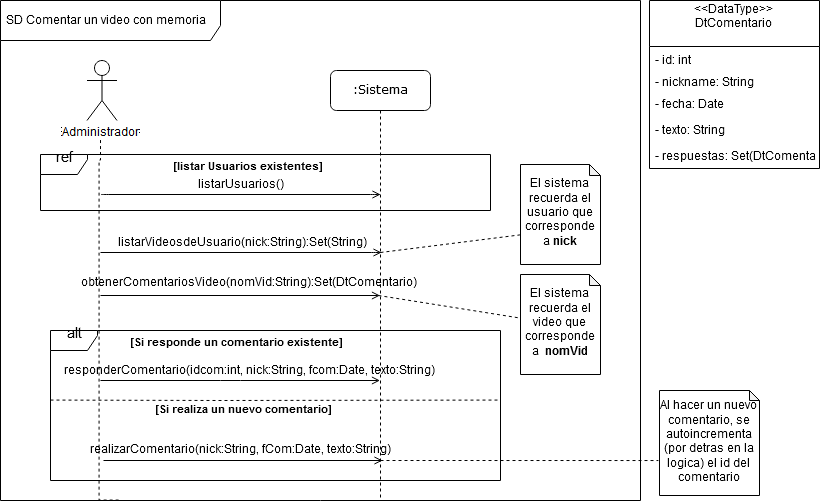 SD Comentar un video con memoria
<<DataType>>
DtComentario
- id: int
- nickname: String
- fecha: Date
- texto: String
- respuestas: Set(DtComenta
:Sistema
:Administrador
ref
[listar Usuarios existentes]
listarUsuarios()
El sistema
recuerda el
usuario que
corresponde
a nick
listarVideosdeUsuario(nick:String):Set(String)
obtenerComentariosVideo(nomVid:String):Set(DtComentario)
El sistema
recuerda el
video que
corresponde
a nomVid
alt
[Si responde un comentario existente]
responderComentario(idcom:int, nick:String, fcom:Date, texto:String)
[Si realiza un nuevo comentario]
realizarComentario(nick:String, fCom:Date, texto:String)
Al hacer un nuevo
comentario, se
autoincrementa
(por detras en la
logica) el id del
comentario